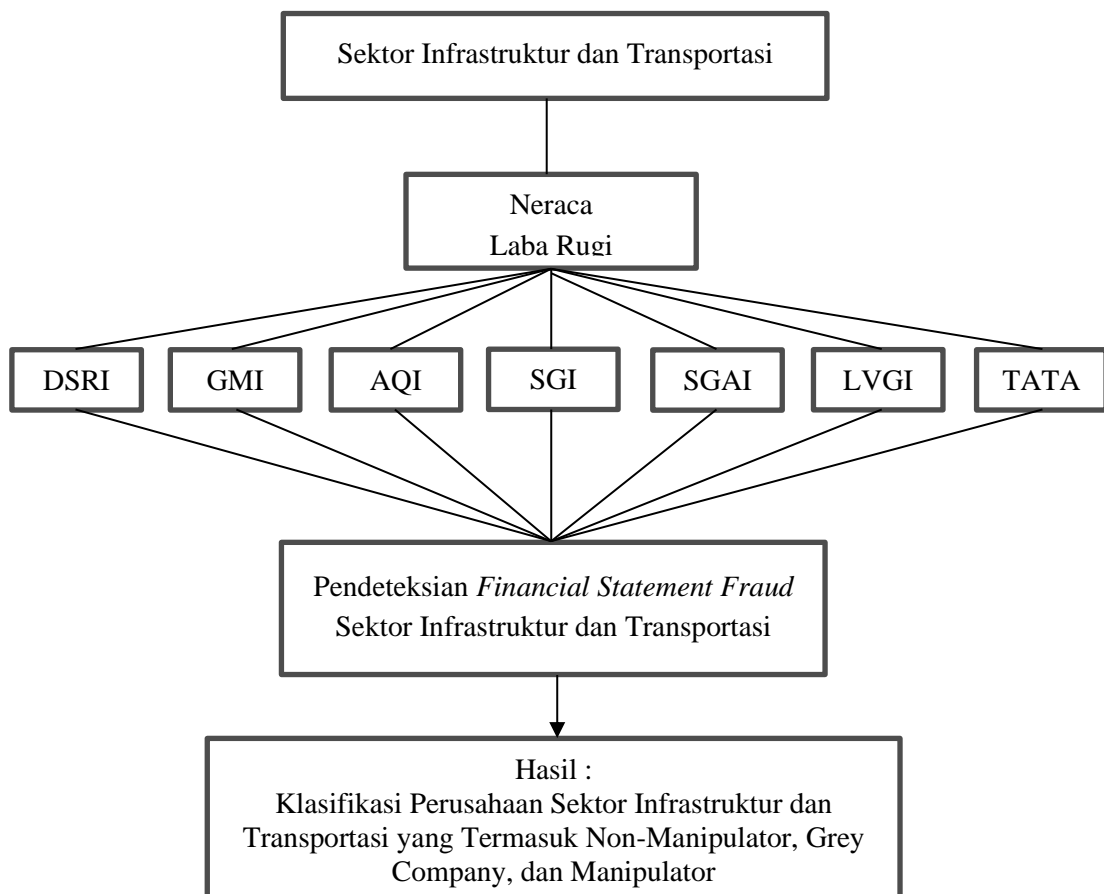 Sektor Infrastruktur dan Transportasi
Neraca
Laba Rugi
DSRI GMI AQI SGI SGAI LVGI TATA
Pendeteksian Financial Statement Fraud
Sektor Infrastruktur dan Transportasi
Hasil :
Klasifikasi Perusahaan Sektor Infrastruktur dan
Transportasi yang Termasuk Non-Manipulator, Grey
Company, dan Manipulator